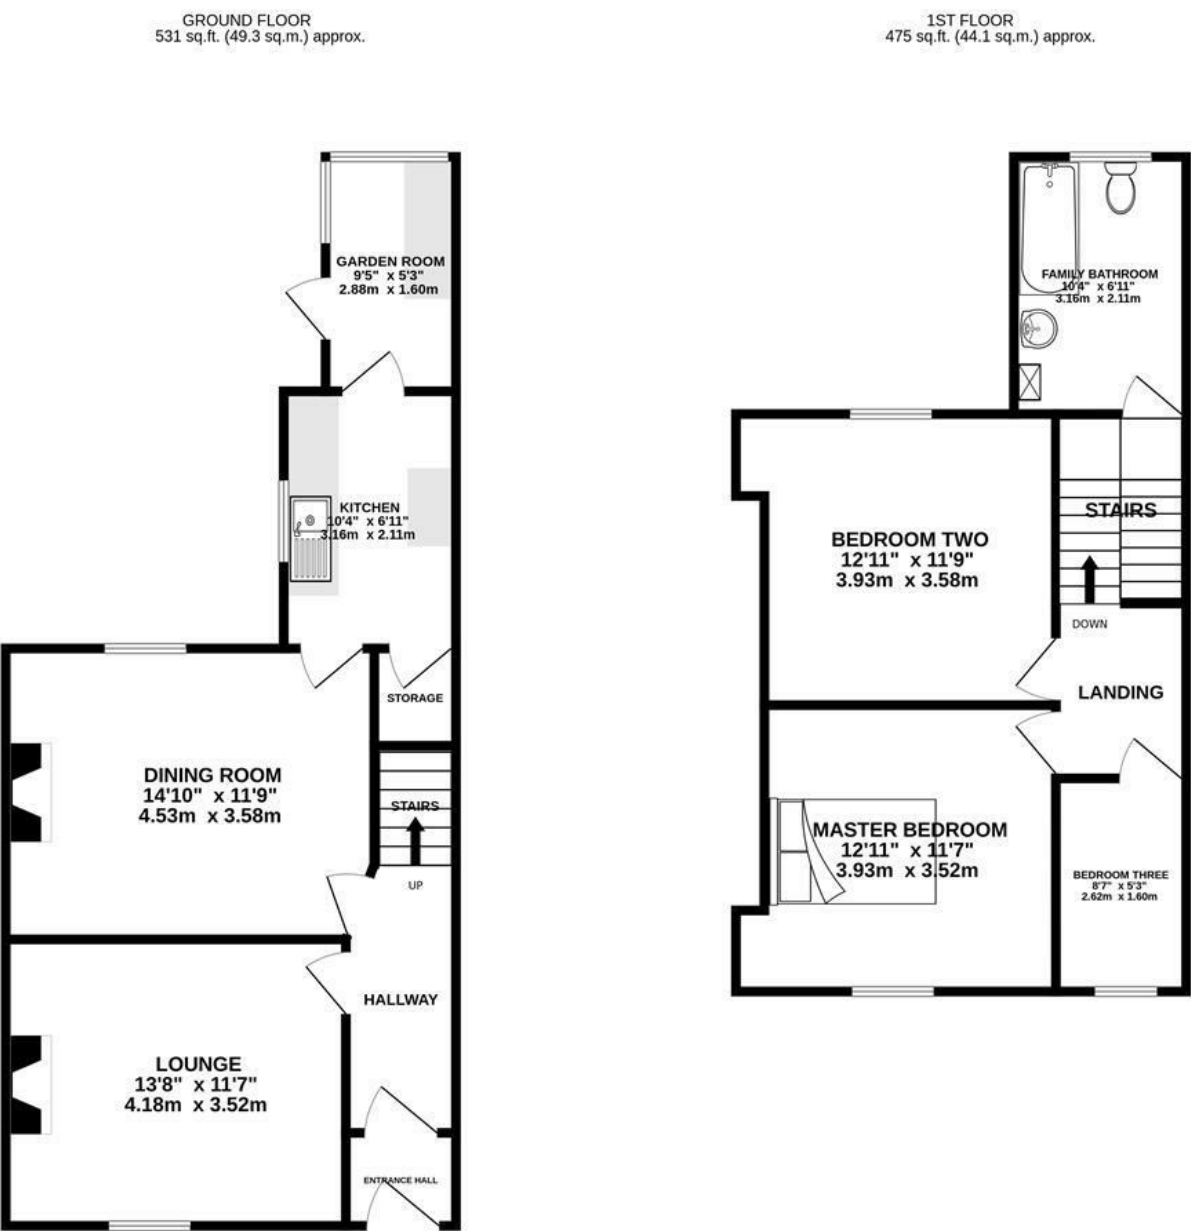 GROUND FLOOR
531 sq.ft. (49.3 sq.m.) approx.
1ST FLOOR
475 sq.ft. (44.1 sq.m.) approx.
GARDEN ROOM
9'5" x 5'3"
2.88m x 1.60m
KITCHEN
10'4" x 6'11"
3.16m x 2.11m
STORAGE
DINING ROOM
14'10" x 11'9"
4.53m x 3.58m
STAIRS
UP
HALLWAY
LOUNGE
13'8" x 11'7"
4.18m x 3.52m
ENTRANCE HALL
FAMILY BATHROOM
10'4" x 6'11"
3.16m x 2.11m
STAIRS
BEDROOM TWO
12'11" x 11'9"
3.93m x 3.58m
DOWN
LANDING
MASTER BEDROOM
12'11" x 11'7"
3.93m x 3.52m
BEDROOM THREE
8'7" x 5'3"
2.62m x 1.60m